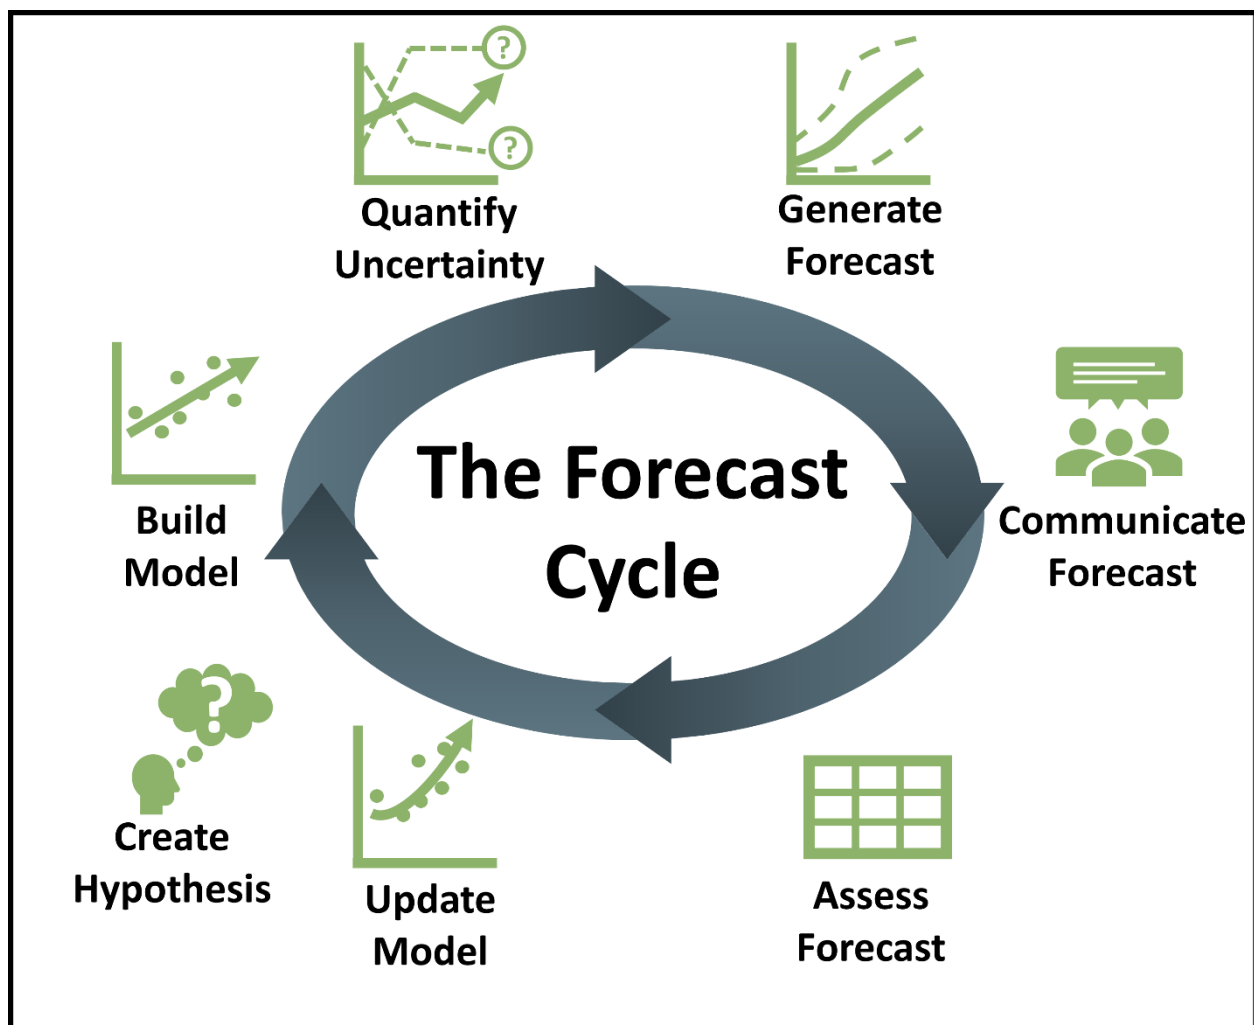 ?
?
Quantify
Uncertainty
Generate
Forecast
The Forecast
Cycle
Build
Model
Communicate
Forecast
?
Create
Hypothesis
Update
Model
Assess
Forecast